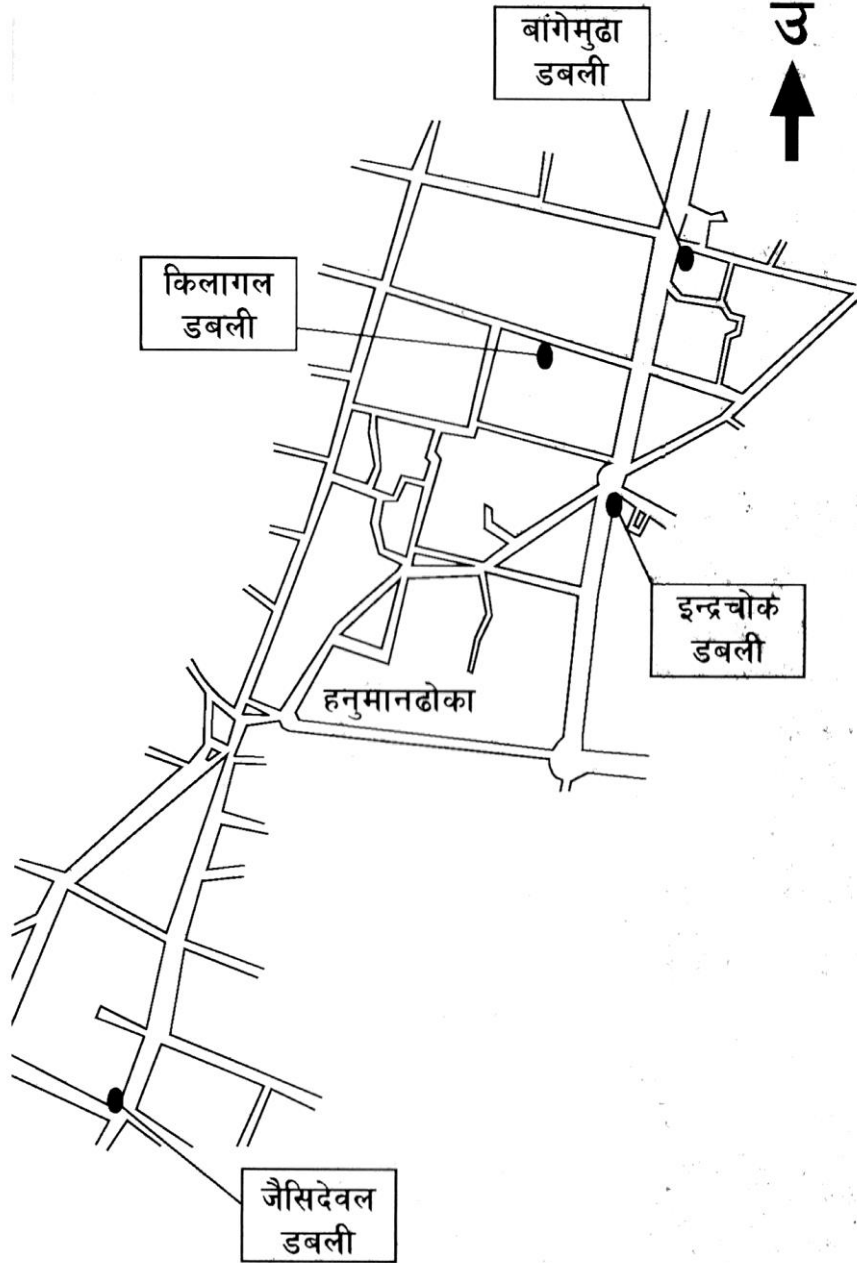 उ
बांगेमुढा
डबली
किलागल
डबली
इन्द्रचोक
डबली
हनुमानढोका
जैसिदेवल
डबली